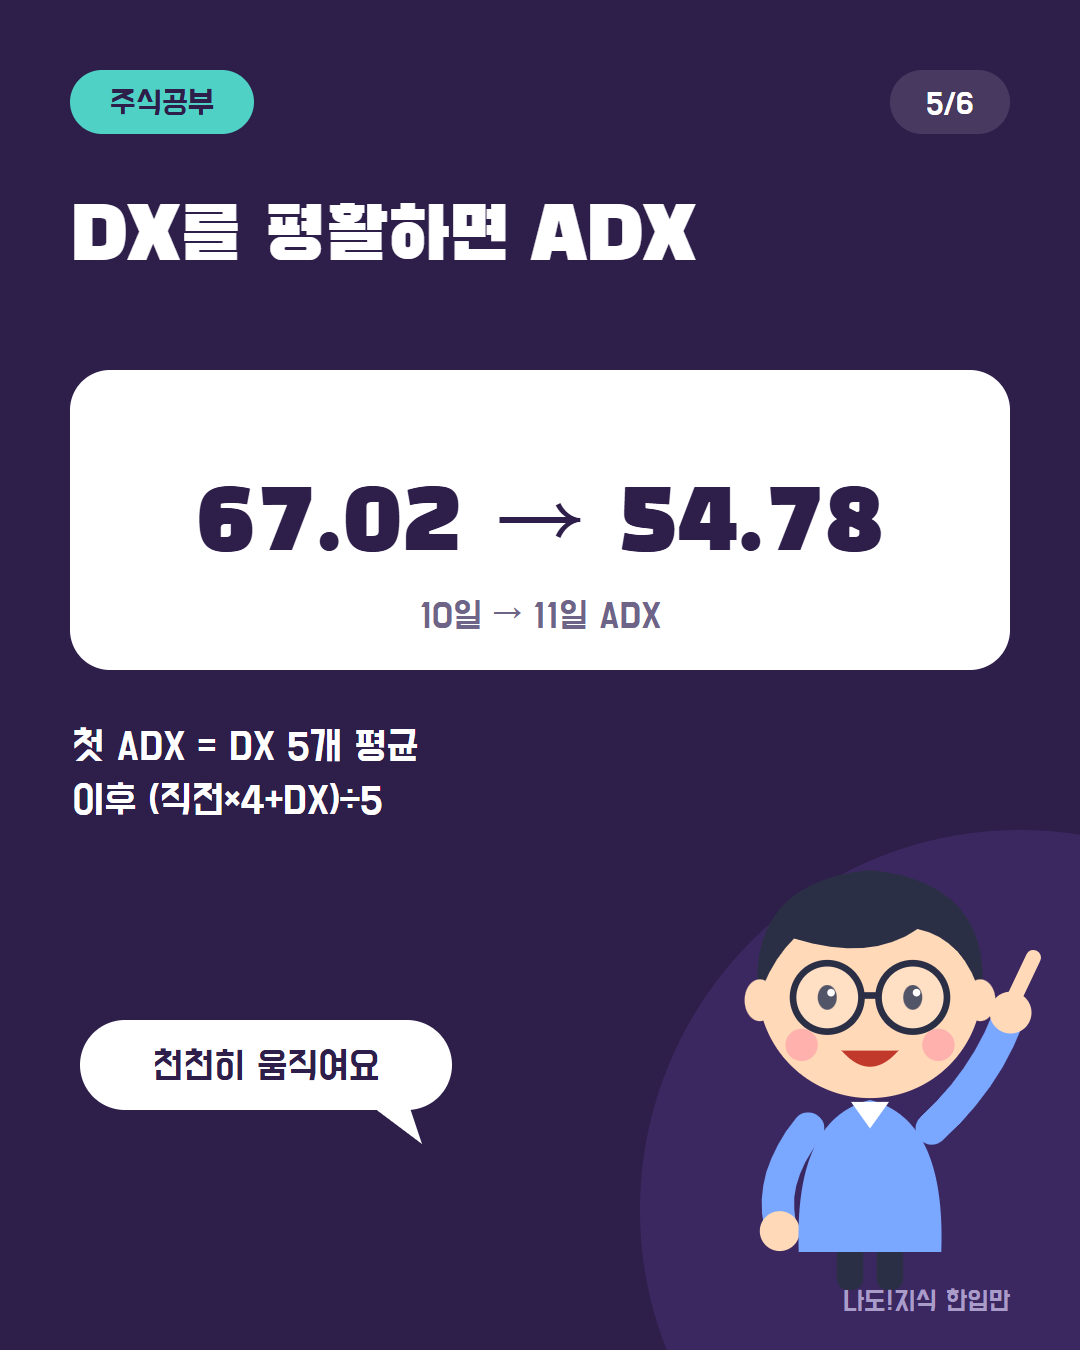 주식공부
5/6
DX를 평활하면 ADX
67.02 → 54.78
10일 → 11일 ADX
첫 ADX = DX 5개 평균
이후 (직전×4+DX)÷5
천천히 움직여요
나도!지식 한입만